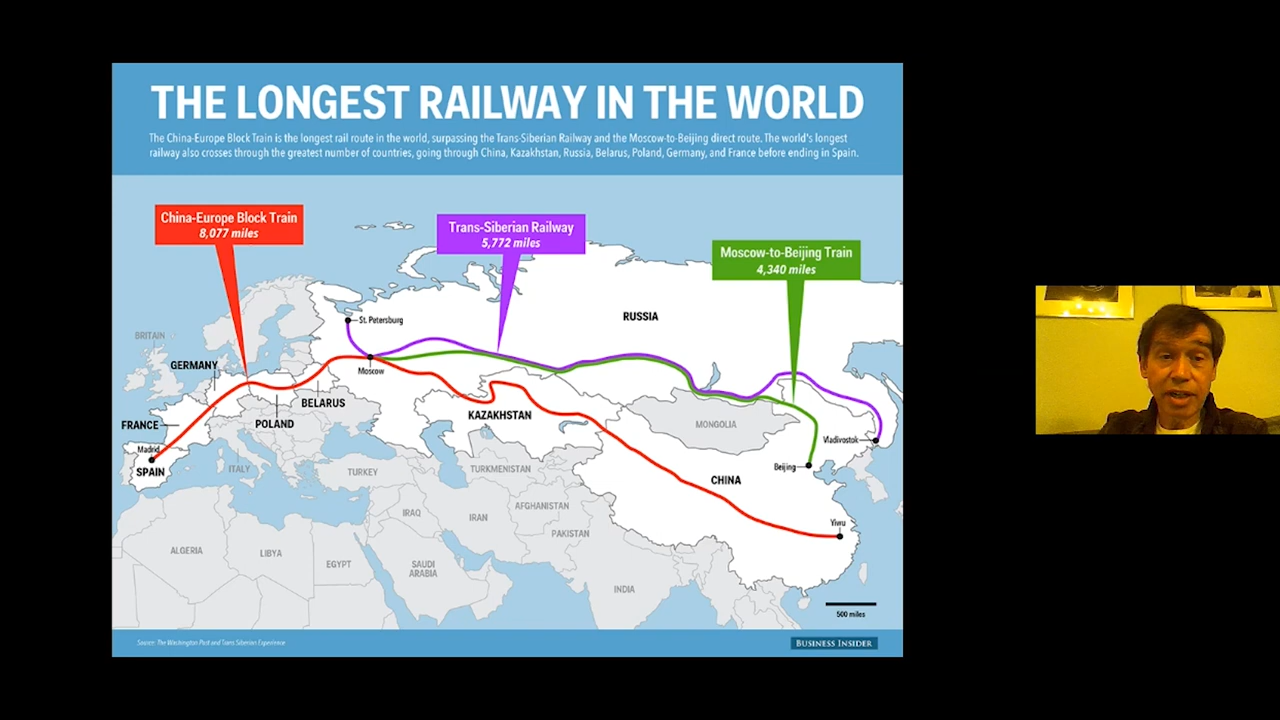 THE LONGEST RAILWAY IN THE WORLD
The China-Europe Block Train is the longest rail route in the world, surpassing the Trans-Siberian Railway and the Moscow-to-Beijing direct route. The world's longest
railway also crosses through the greatest number of countries, going through China, Kazakhstan, Russia, Belarus, Poland, Germany, and France before ending in Spain.
China-Europe Block Train
8,077 miles
Trans-Siberian Railway
5,772 miles
Moscow-to-Beijing Train
4,340 miles
RUSSIA
St. Petersburg
BRITAIN
GERMANY
Moscow
BELARUS
KAZAKHSTAN
FRANCE
POLAND
MONGOLIA
Vladivostok
Madrid
SPAIN
ITALY
TURKEY
TURKMENISTAN
Beijing
CHINA
IRAQ
IRAN
AFGHANISTAN
PAKISTAN
Yiwu
ALGERIA
LIBYA
EGYPT
SAUDI
ARABIA
INDIA
500 miles
Source: The Washington Post and Trans Siberian Experience
BUSINESS INSIDER